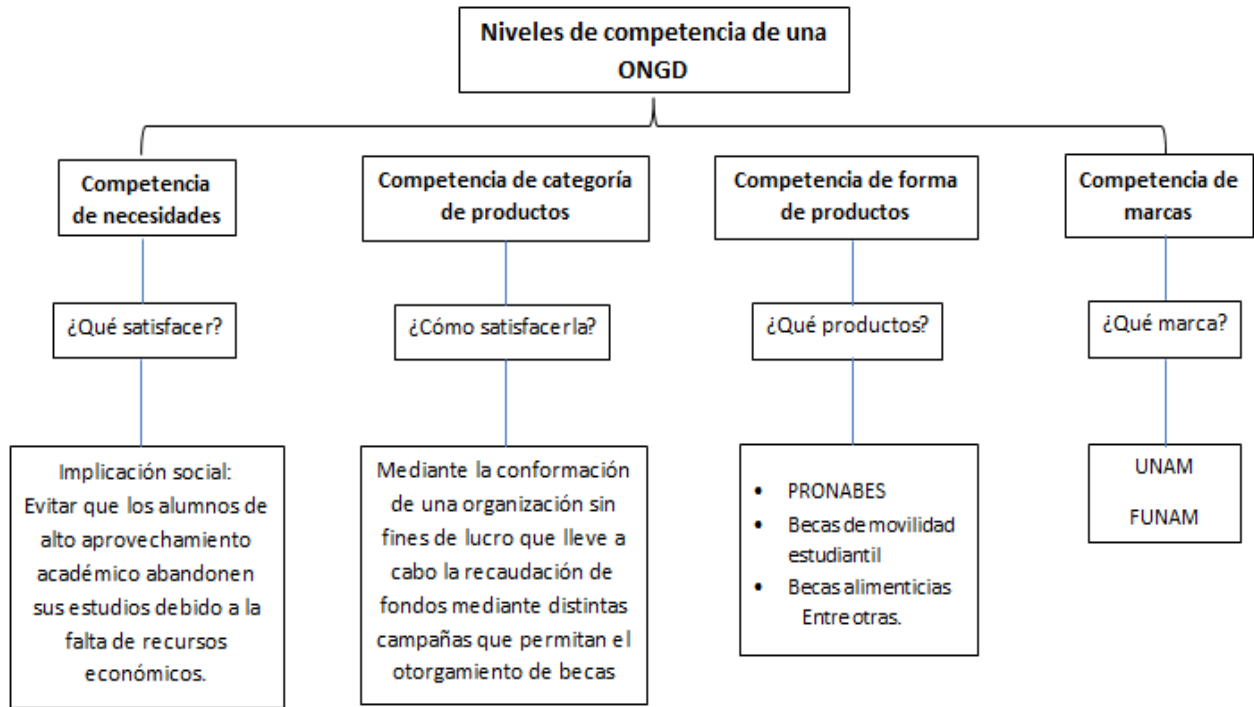 Niveles de competencia de una
ONGD
Competencia
de necesidades
Competencia de categoría
de productos
Competencia de forma
de productos
Competencia de
marcas
¿Qué satisfacer?
¿Cómo satisfacerla?
¿Qué productos?
¿Qué marca?
Implicación social:
Evitar que los alumnos de
alto aprovechamiento
académico abandonen
sus estudios debido a la
falta de recursos
económicos.
Mediante la conformación
de una organización sin
fines de lucro que lleve a
cabo la recaudación de
fondos mediante distintas
campañas que permitan el
otorgamiento de becas
• PRONABES
• Becas de movilidad
estudiantil
• Becas alimenticias
Entre otras.
UNAM
FUNAM